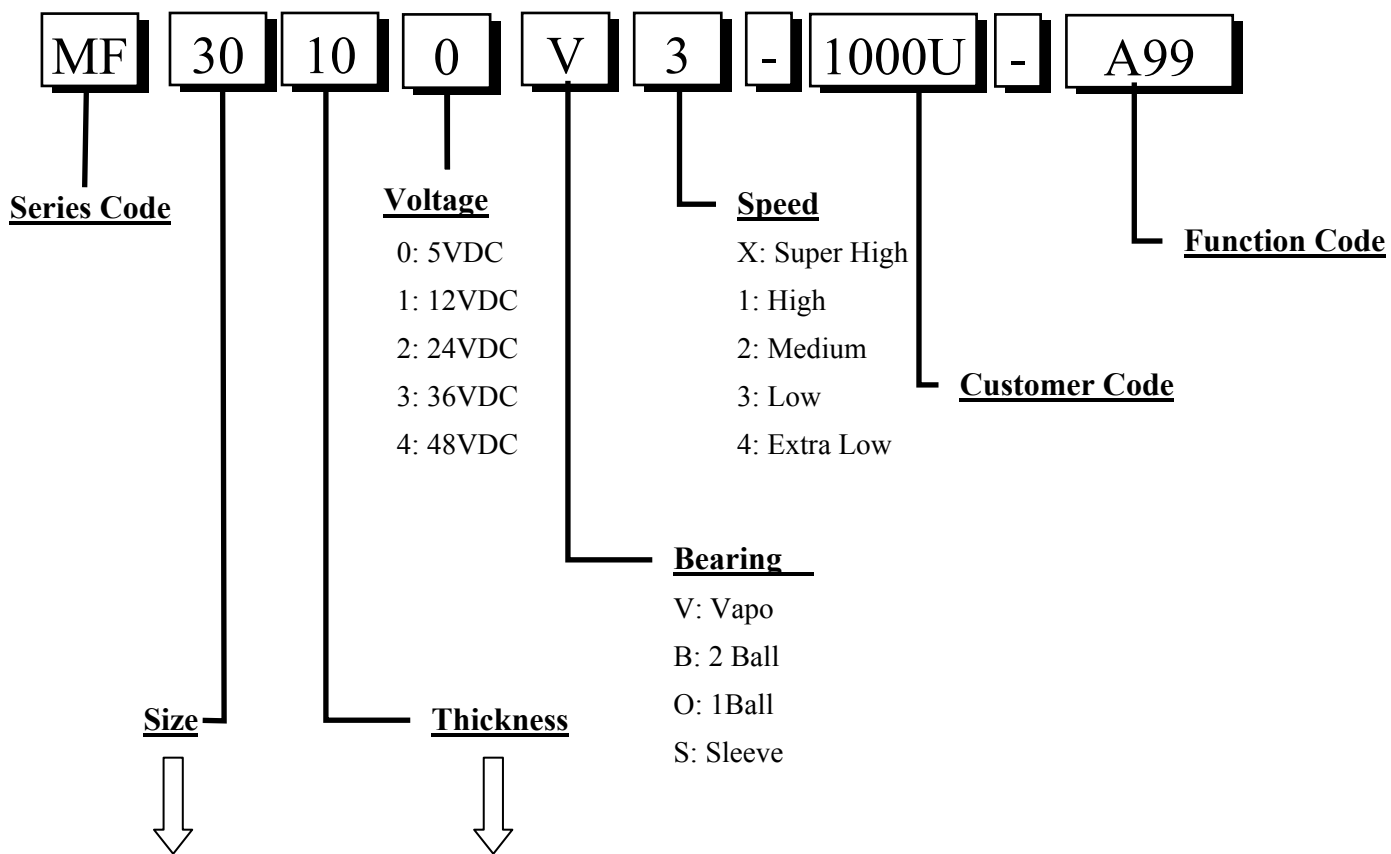 MF 30 10 0 V 3 - 1000U - A99
Series Code
Voltage
0: 5VDC
1: 12VDC
2: 24VDC
3: 36VDC
4: 48VDC
Speed
X: Super High
1: High
2: Medium
3: Low
4: Extra Low
Function Code
Customer Code
Bearing
V: Vapo
B: 2 Ball
O: 1Ball
S: Sleeve
Size
Thickness